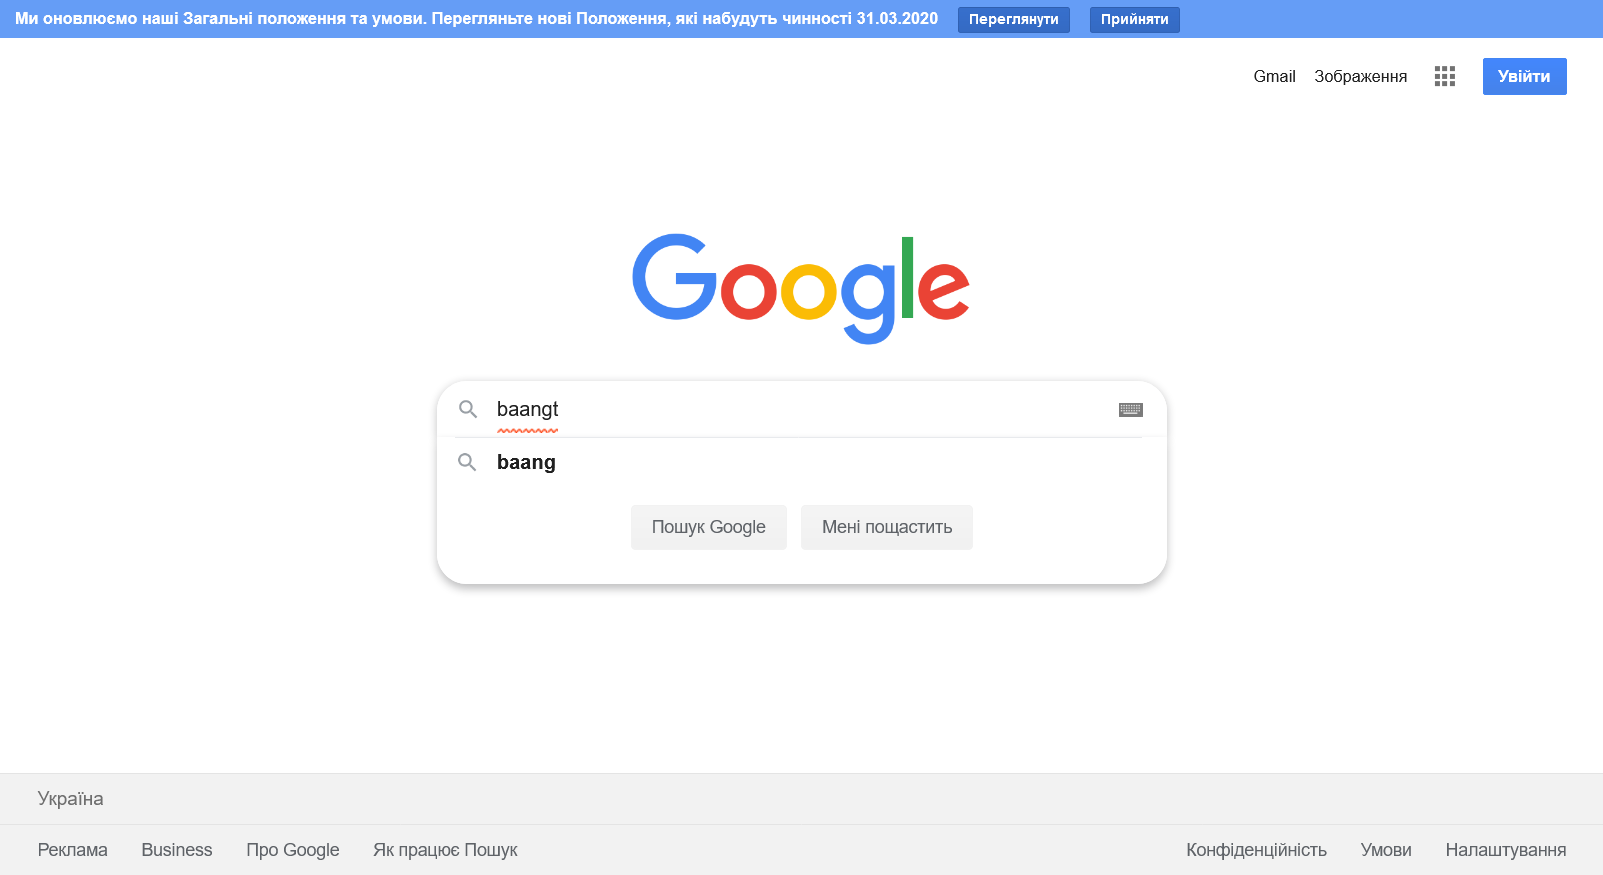 Ми оновлюємо наші Загальні положення та умови. Перегляньте нові Положення, які набудуть чинності 31.03.2020 Переглянути Прийняти
Gmail Зображення Увійти
Google
baangt
baang
Пошук Google Мені пощастить
Україна
Реклама Business Про Google Як працює Пошук Конфіденційність Умови Налаштування